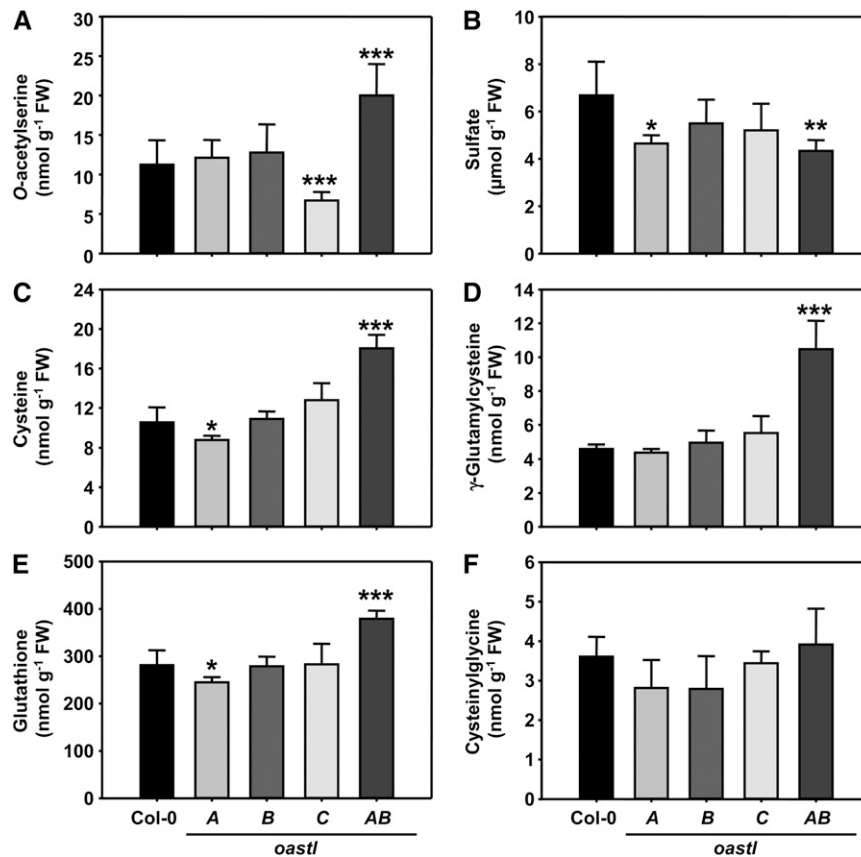 A
O-acetylserine
(nmol g-1 FW)
30
25
20
15
10
5
0
***
***
B
Sulfate
(µmol g-1 FW)
10
8
6
4
2
0
*
**
C
Cysteine
(nmol g-1 FW)
24
20
16
12
8
4
0
*
***
D
γ-Glutamylcysteine
(nmol g-1 FW)
14
12
10
8
6
4
2
0
***
E
Glutathione
(nmol g-1 FW)
500
400
300
200
100
0
*
***
F
Cysteinylglycine
(nmol g-1 FW)
6
5
4
3
2
1
0
Col-0 A B C AB
oastl
Col-0 A B C AB
oastl